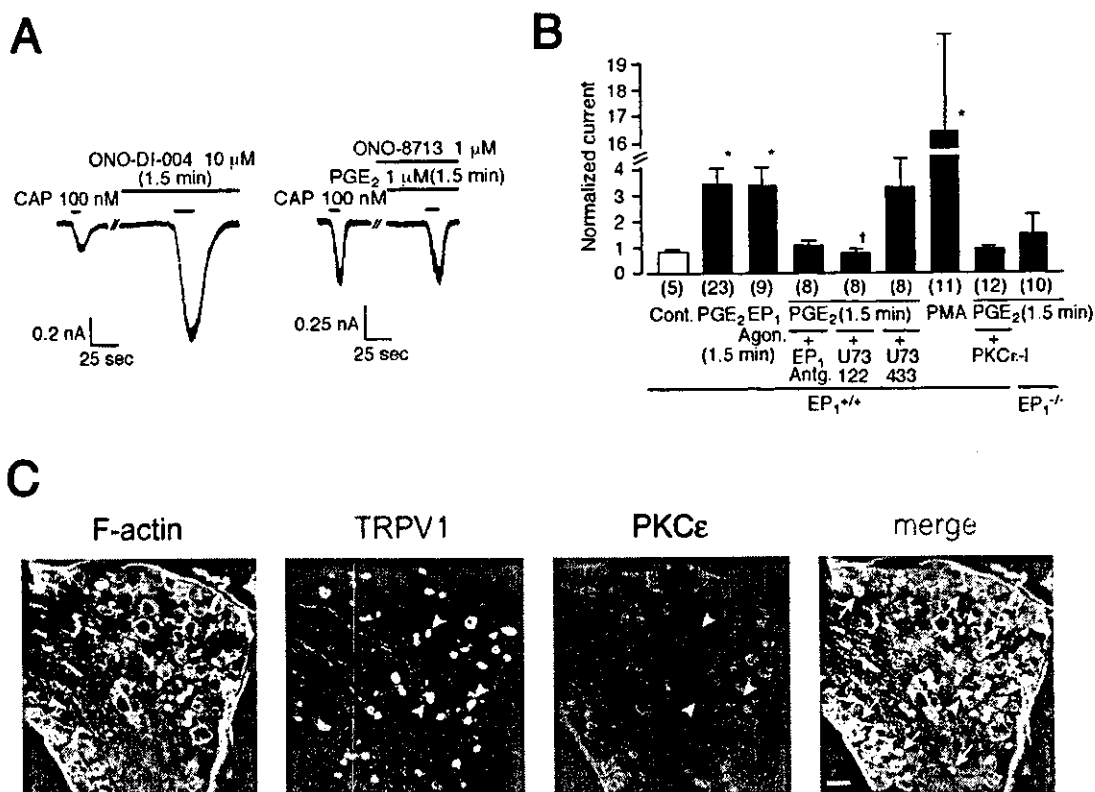 A
ONO-DI-004 10 µM
(1.5 min)
CAP 100 nM
0.2 nA
25 sec
ONO-8713 1 µM
PGE2 1 µM(1.5 min)
CAP 100 nM
0.25 nA
25 sec
B
Normalized current
19
18
17
16
4
3
2
1
0
* * † *
(5) (23) (9) (8) (8) (8) (11) (12) (10)
Cont. PGE2 EP1 PGE2(1.5 min) PMA PGE2(1.5 min)
Agon. + + + +
(1.5 min) EP1 U73 U73 PKCε-I
Antg. 122 433
EP1+/+ EP1-/-
C
F-actin TRPV1 PKCε merge